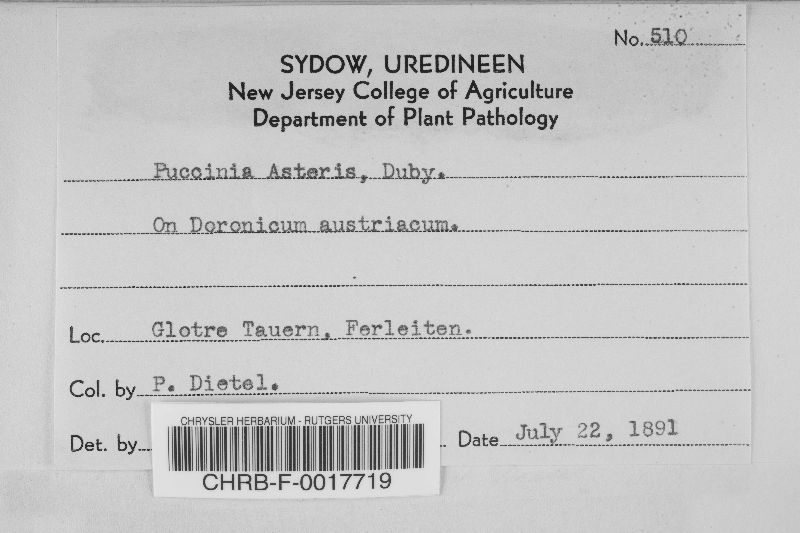 No. 510
SYDOW, UREDINEEN
New Jersey College of Agriculture
Department of Plant Pathology
Puccinia Asteris, Duby.
On Doronicum austriacum.
Loc. Glotre Tauern, Ferleiten.
Col. by P. Dietel.
Det. by
Date July 22, 1891
CHRYSLER HERBARIUM - RUTGERS UNIVERSITY
CHRB-F-0017719